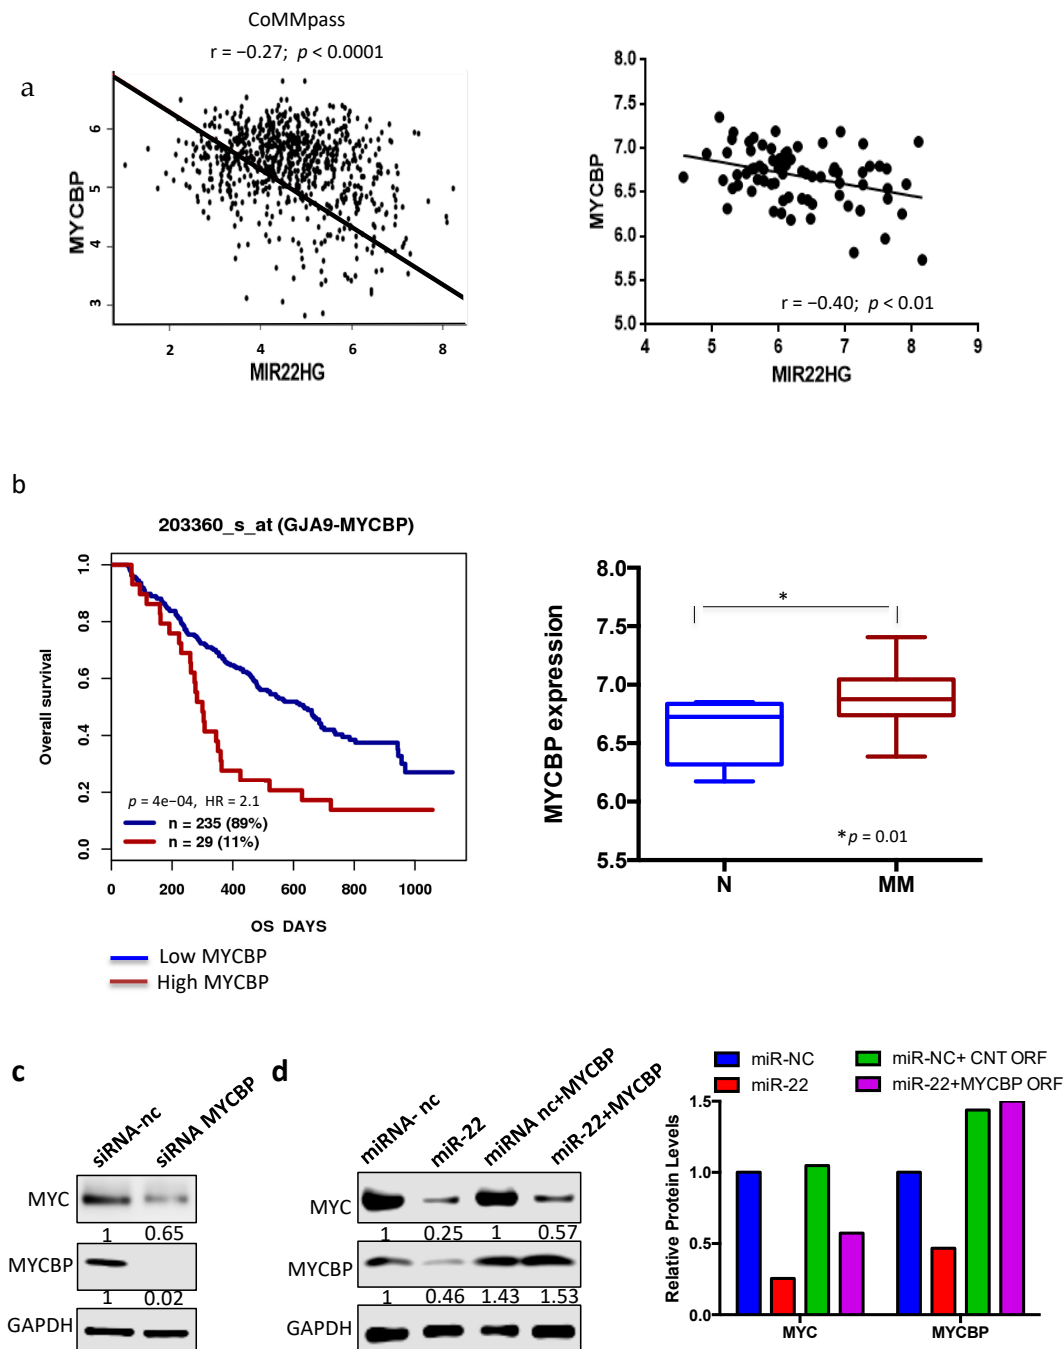 CoMMpass
r = −0.27; p < 0.0001
a
6
5
4
3
MYCBP
2
4
6
8
MIR22HG
8.0
7.5
7.0
6.5
6.0
5.5
5.0
MYCBP
r = −0.40; p < 0.01
4
5
6
7
8
9
MIR22HG
b
203360_s_at (GJA9-MYCBP)
1.0
0.8
0.6
0.4
0.2
0.0
Overall survival
p = 4e−04, HR = 2.1
n = 235 (89%)
n = 29 (11%)
0
200
400
600
800
1000
OS DAYS
Low MYCBP
High MYCBP
8.0
7.5
7.0
6.5
6.0
5.5
MYCBP expression
*
*p = 0.01
N
MM
c
siRNA-nc
siRNA MYCBP
MYC
1
0.65
MYCBP
1
0.02
GAPDH
d
miRNA- nc
miR-22
miRNA nc+MYCBP
miR-22+MYCBP
MYC
1
0.25
1
0.57
MYCBP
1
0.46
1.43
1.53
GAPDH
miR-NC
miR-22
miR-NC+ CNT ORF
miR-22+MYCBP ORF
1.5
1.0
0.5
0.0
Relative Protein Levels
MYC
MYCBP